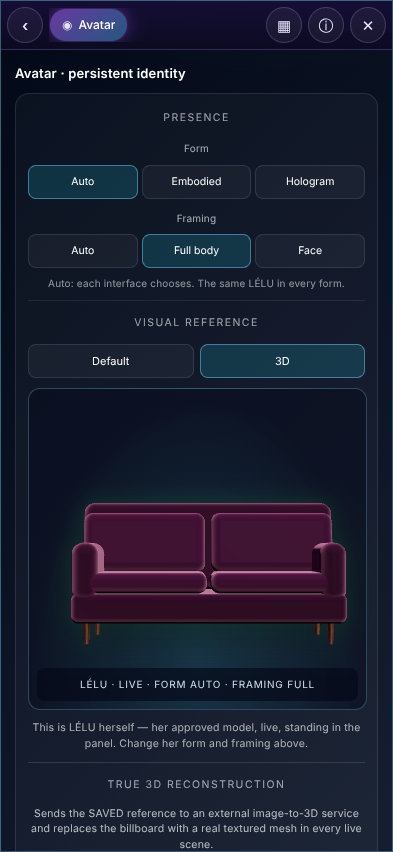 Avatar
Avatar · persistent identity
PRESENCE
Form
Auto
Embodied
Hologram
Framing
Auto
Full body
Face
Auto: each interface chooses. The same LÉLU in every form.
VISUAL REFERENCE
Default
3D
LÉLU · LIVE · FORM AUTO · FRAMING FULL
This is LÉLU herself — her approved model, live, standing in the
panel. Change her form and framing above.
TRUE 3D RECONSTRUCTION
Sends the SAVED reference to an external image-to-3D service
and replaces the billboard with a real textured mesh in every live
scene.